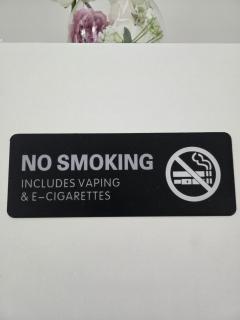 NO SMOKING
INCLUDES VAPING
& E-CIGARETTES